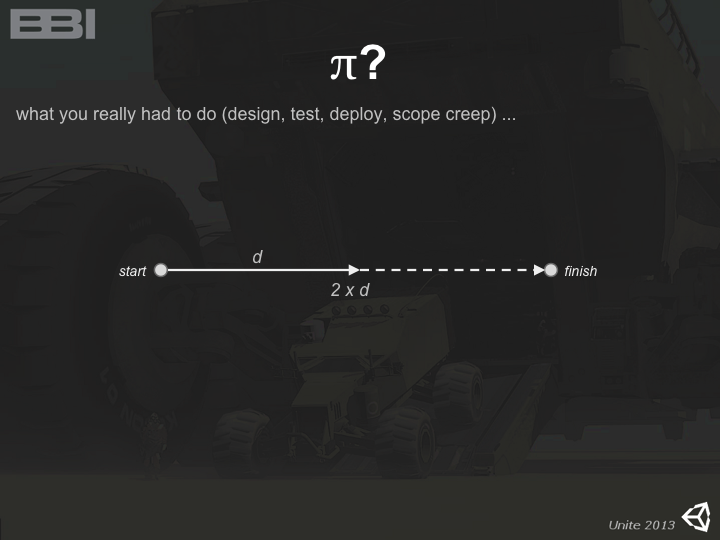 BBI
π?
what you really had to do (design, test, deploy, scope creep) ...
d
start
finish
2 x d
Unite 2013